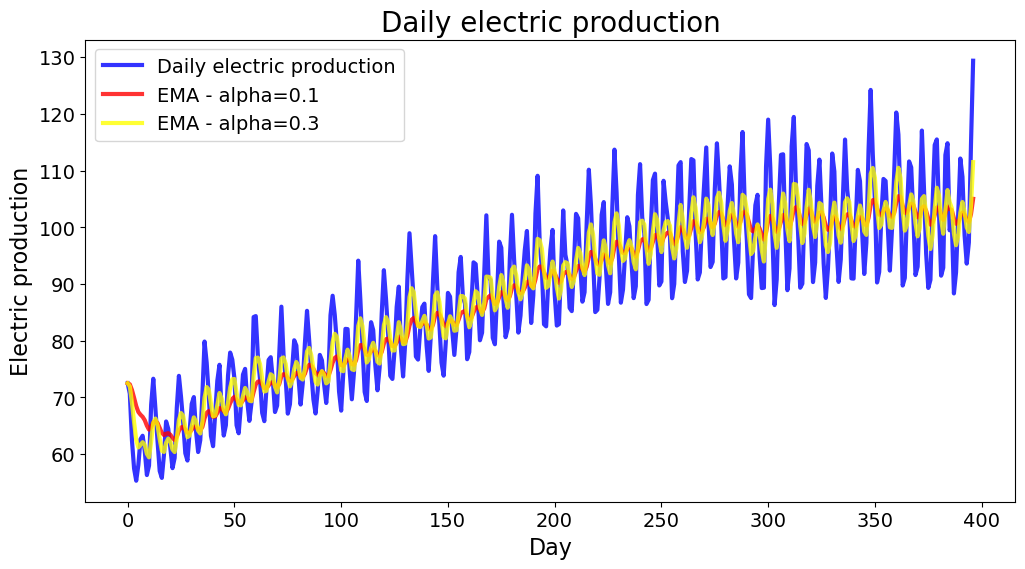 Daily electric production
Daily electric production
EMA - alpha=0.1
EMA - alpha=0.3
Electric production
130
120
110
100
90
80
70
60
0 50 100 150 200 250 300 350 400
Day